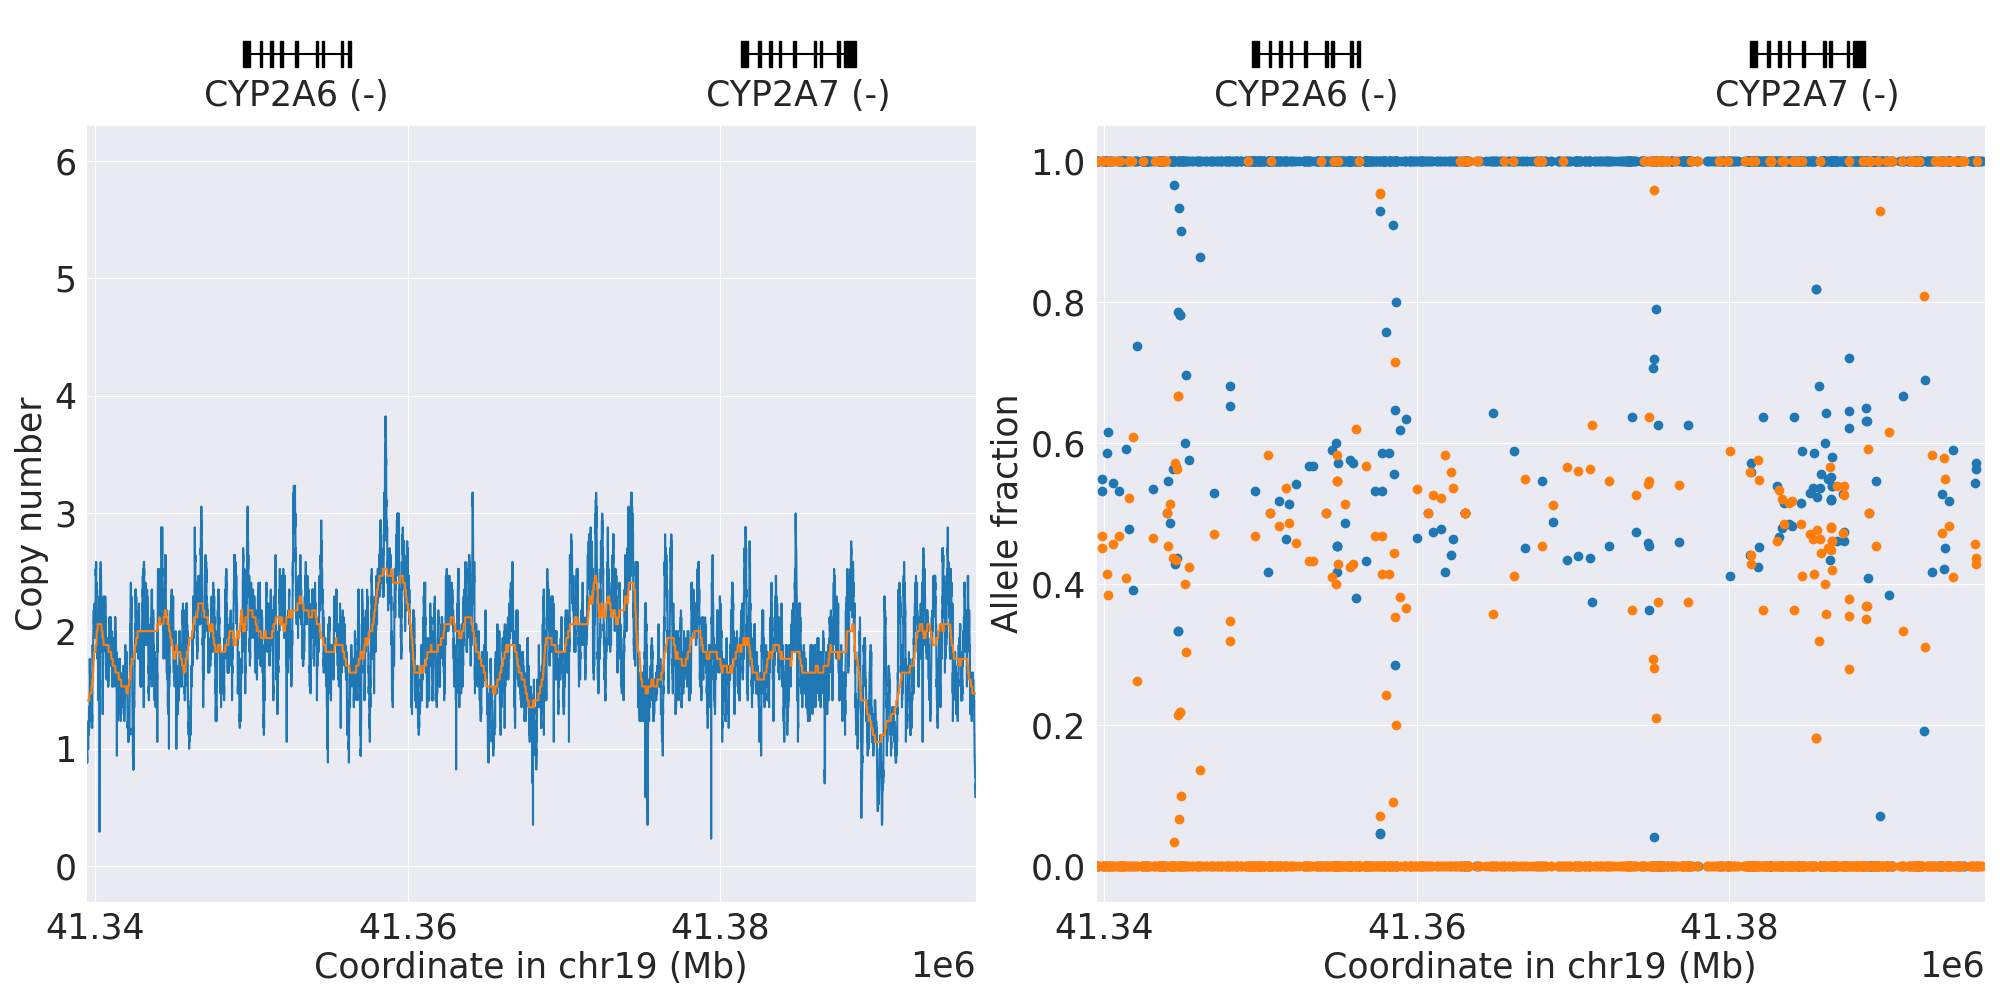 CYP2A6 (-)
CYP2A7 (-)
CYP2A6 (-)
CYP2A7 (-)
6
5
4
3
2
1
0
Copy number
41.34
41.36
41.38
Coordinate in chr19 (Mb)
1e6
1.0
0.8
0.6
0.4
0.2
0.0
Allele fraction
41.34
41.36
41.38
Coordinate in chr19 (Mb)
1e6